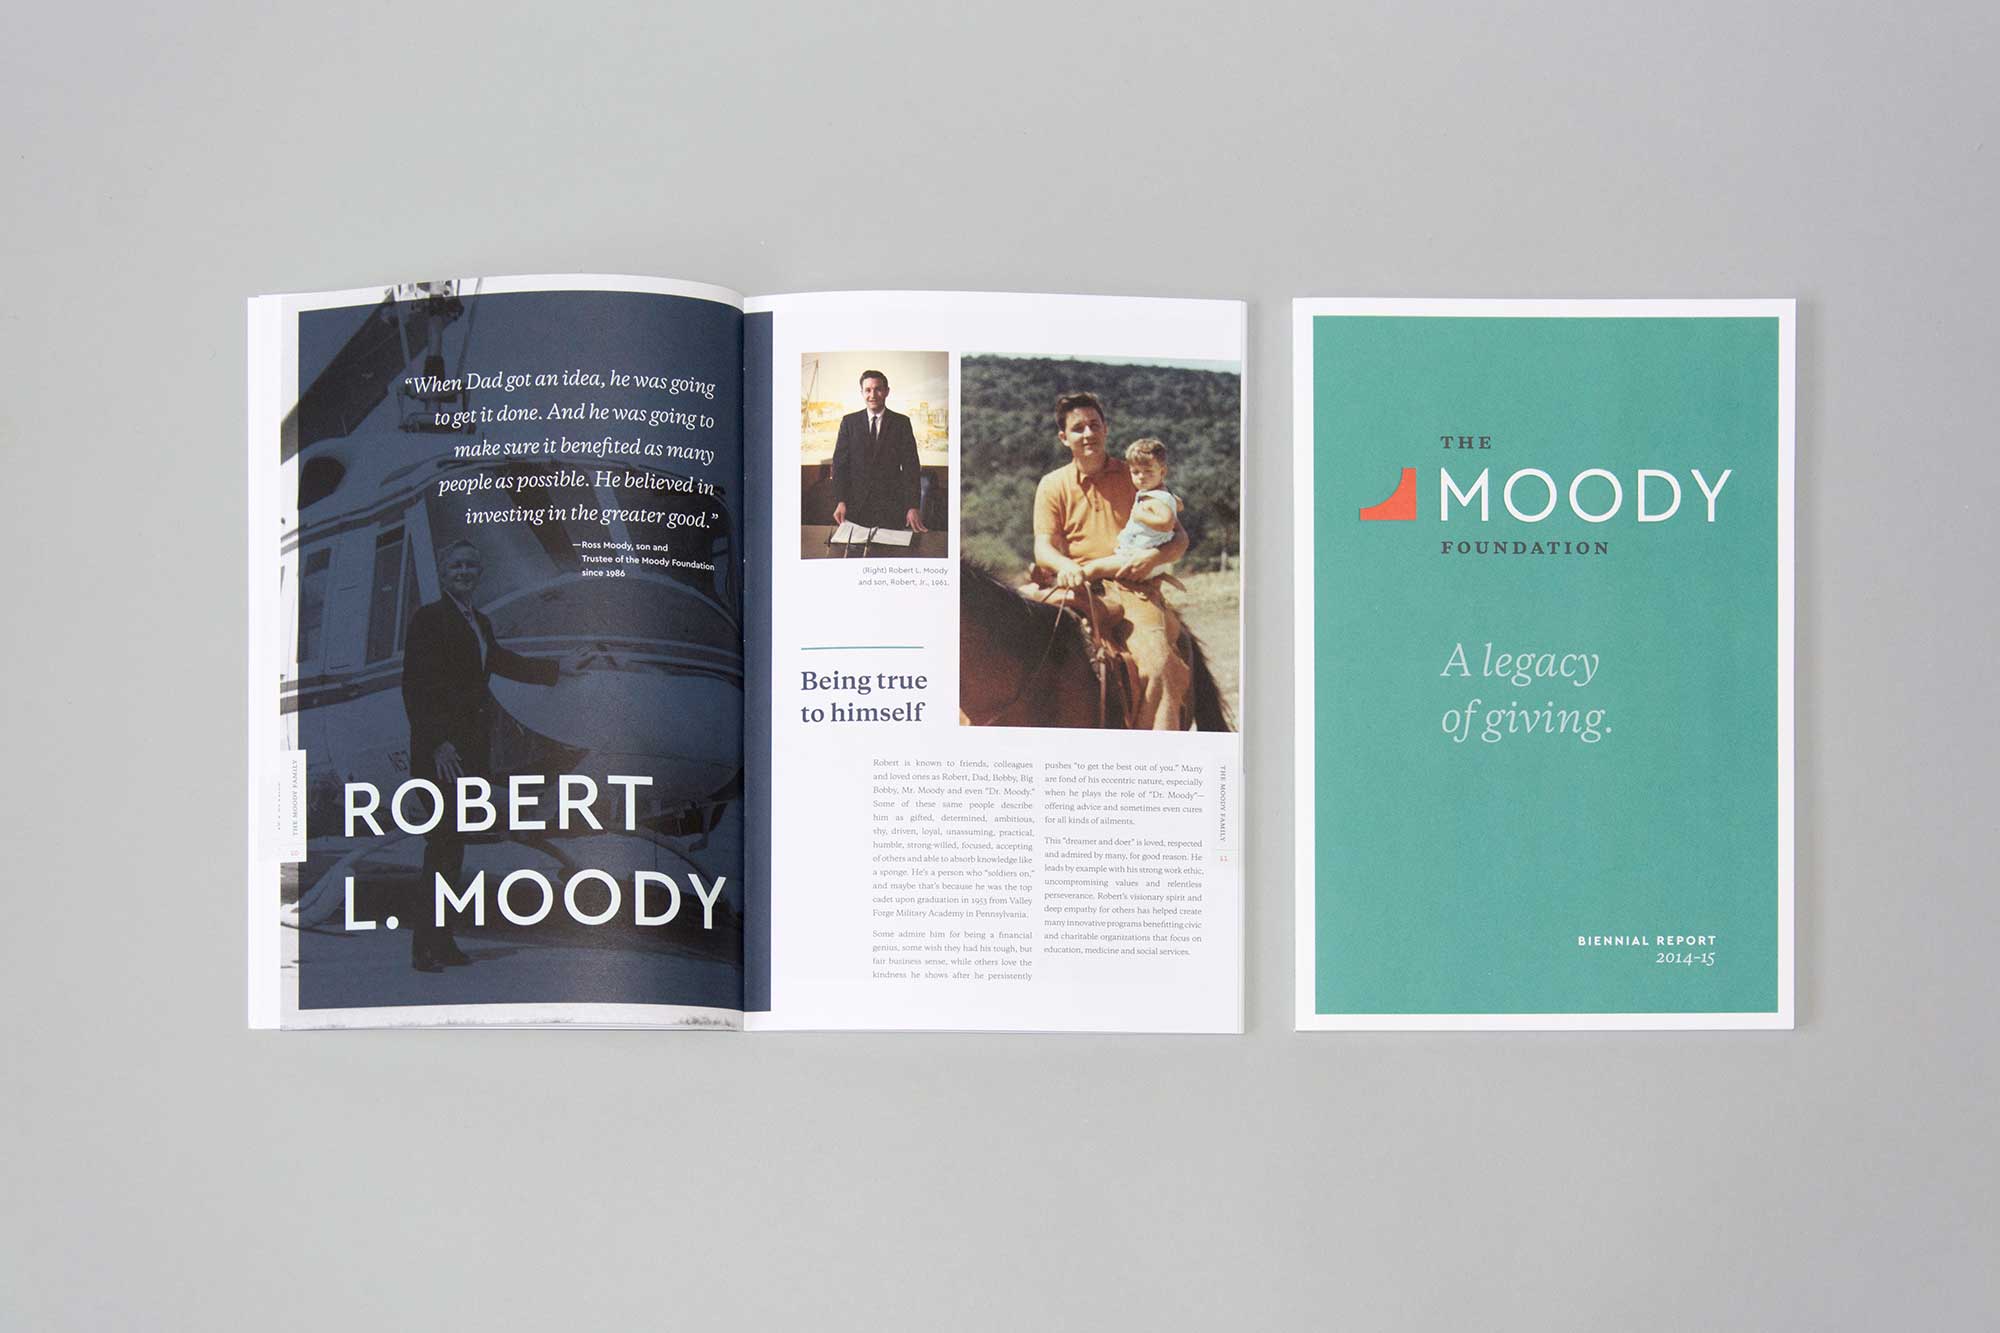 “When Dad got an idea, he was going
to get it done. And he was going to
make sure it benefited as many
people as possible. He believed in
investing in the greater good.”
—Ross Moody, son and
Trustee of the Moody Foundation
since 1986
ROBERT
L. MOODY
THE MOODY FAMILY
10
(Right) Robert L. Moody
and son, Robert, Jr., 1961.
Being true
to himself
Robert is known to friends, colleagues
and loved ones as Robert, Dad, Bobby, Big
Bobby, Mr. Moody and even “Dr. Moody.”
Some of these same people describe
him as gifted, determined, ambitious,
shy, driven, loyal, unassuming, practical,
humble, strong-willed, focused, accepting
of others and able to absorb knowledge like
a sponge. He’s a person who “soldiers on,”
and maybe that’s because he was the top
cadet upon graduation in 1953 from Valley
Forge Military Academy in Pennsylvania.
Some admire him for being a financial
genius, some wish they had his tough, but
fair business sense, while others love the
kindness he shows after he persistently
pushes “to get the best out of you.” Many
are fond of his eccentric nature, especially
when he plays the role of “Dr. Moody”—
offering advice and sometimes even cures
for all kinds of ailments.
This “dreamer and doer” is loved, respected
and admired by many, for good reason. He
leads by example with his strong work ethic,
uncompromising values and relentless
perseverance. Robert’s visionary spirit and
deep empathy for others has helped create
many innovative programs benefitting civic
and charitable organizations that focus on
education, medicine and social services.
THE MOODY FAMILY
11
THE
MOODY
FOUNDATION
A legacy
of giving.
BIENNIAL REPORT
2014–15